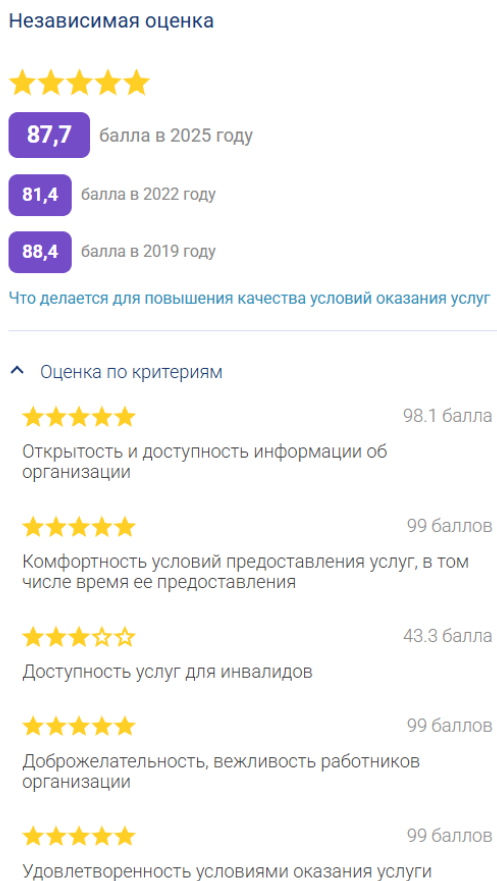 Независимая оценка
87,7 балла в 2025 году
81,4 балла в 2022 году
88,4 балла в 2019 году
Что делается для повышения качества условий оказания услуг
Оценка по критериям
98.1 балла
Открытость и доступность информации об
организации
99 баллов
Комфортность условий предоставления услуг, в том
числе время ее предоставления
43.3 балла
Доступность услуг для инвалидов
99 баллов
Доброжелательность, вежливость работников
организации
99 баллов
Удовлетворенность условиями оказания услуги